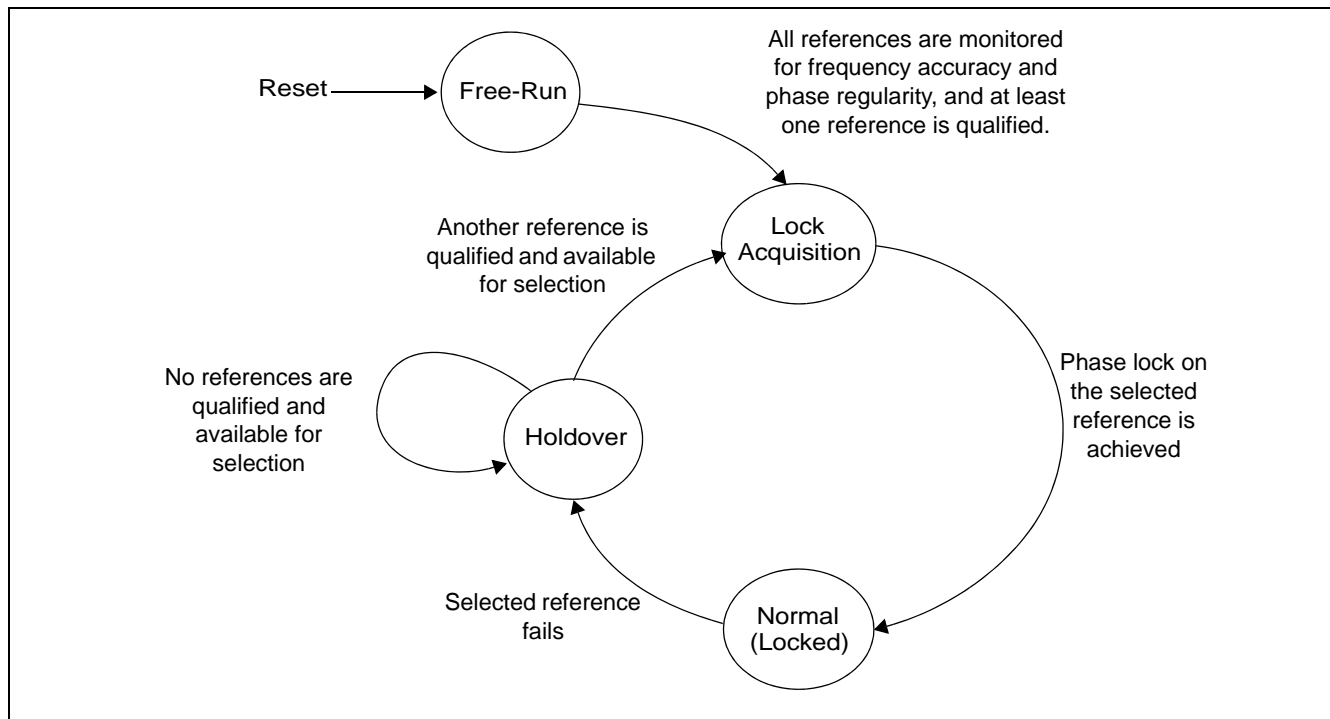 All references are monitored
for frequency accuracy and
phase regularity, and at least
one reference is qualified.
Reset
Free-Run
Another reference is
qualified and available
for selection
Lock
Acquisition
No references are
qualified and
available for
selection
Holdover
Phase lock on
the selected
reference is
achieved
Selected reference
fails
Normal
(Locked)